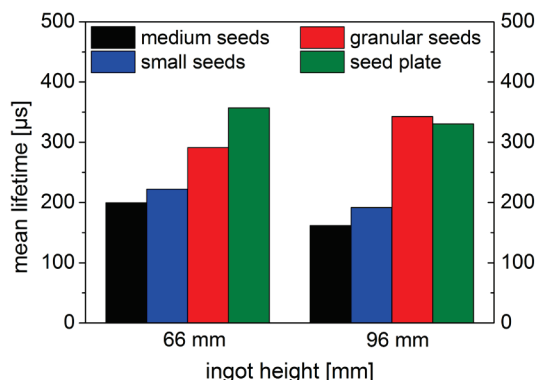 500
400
300
200
100
0
mean lifetime [µs]
medium seeds
small seeds
granular seeds
seed plate
500
400
300
200
100
0
66 mm
96 mm
ingot height [mm]